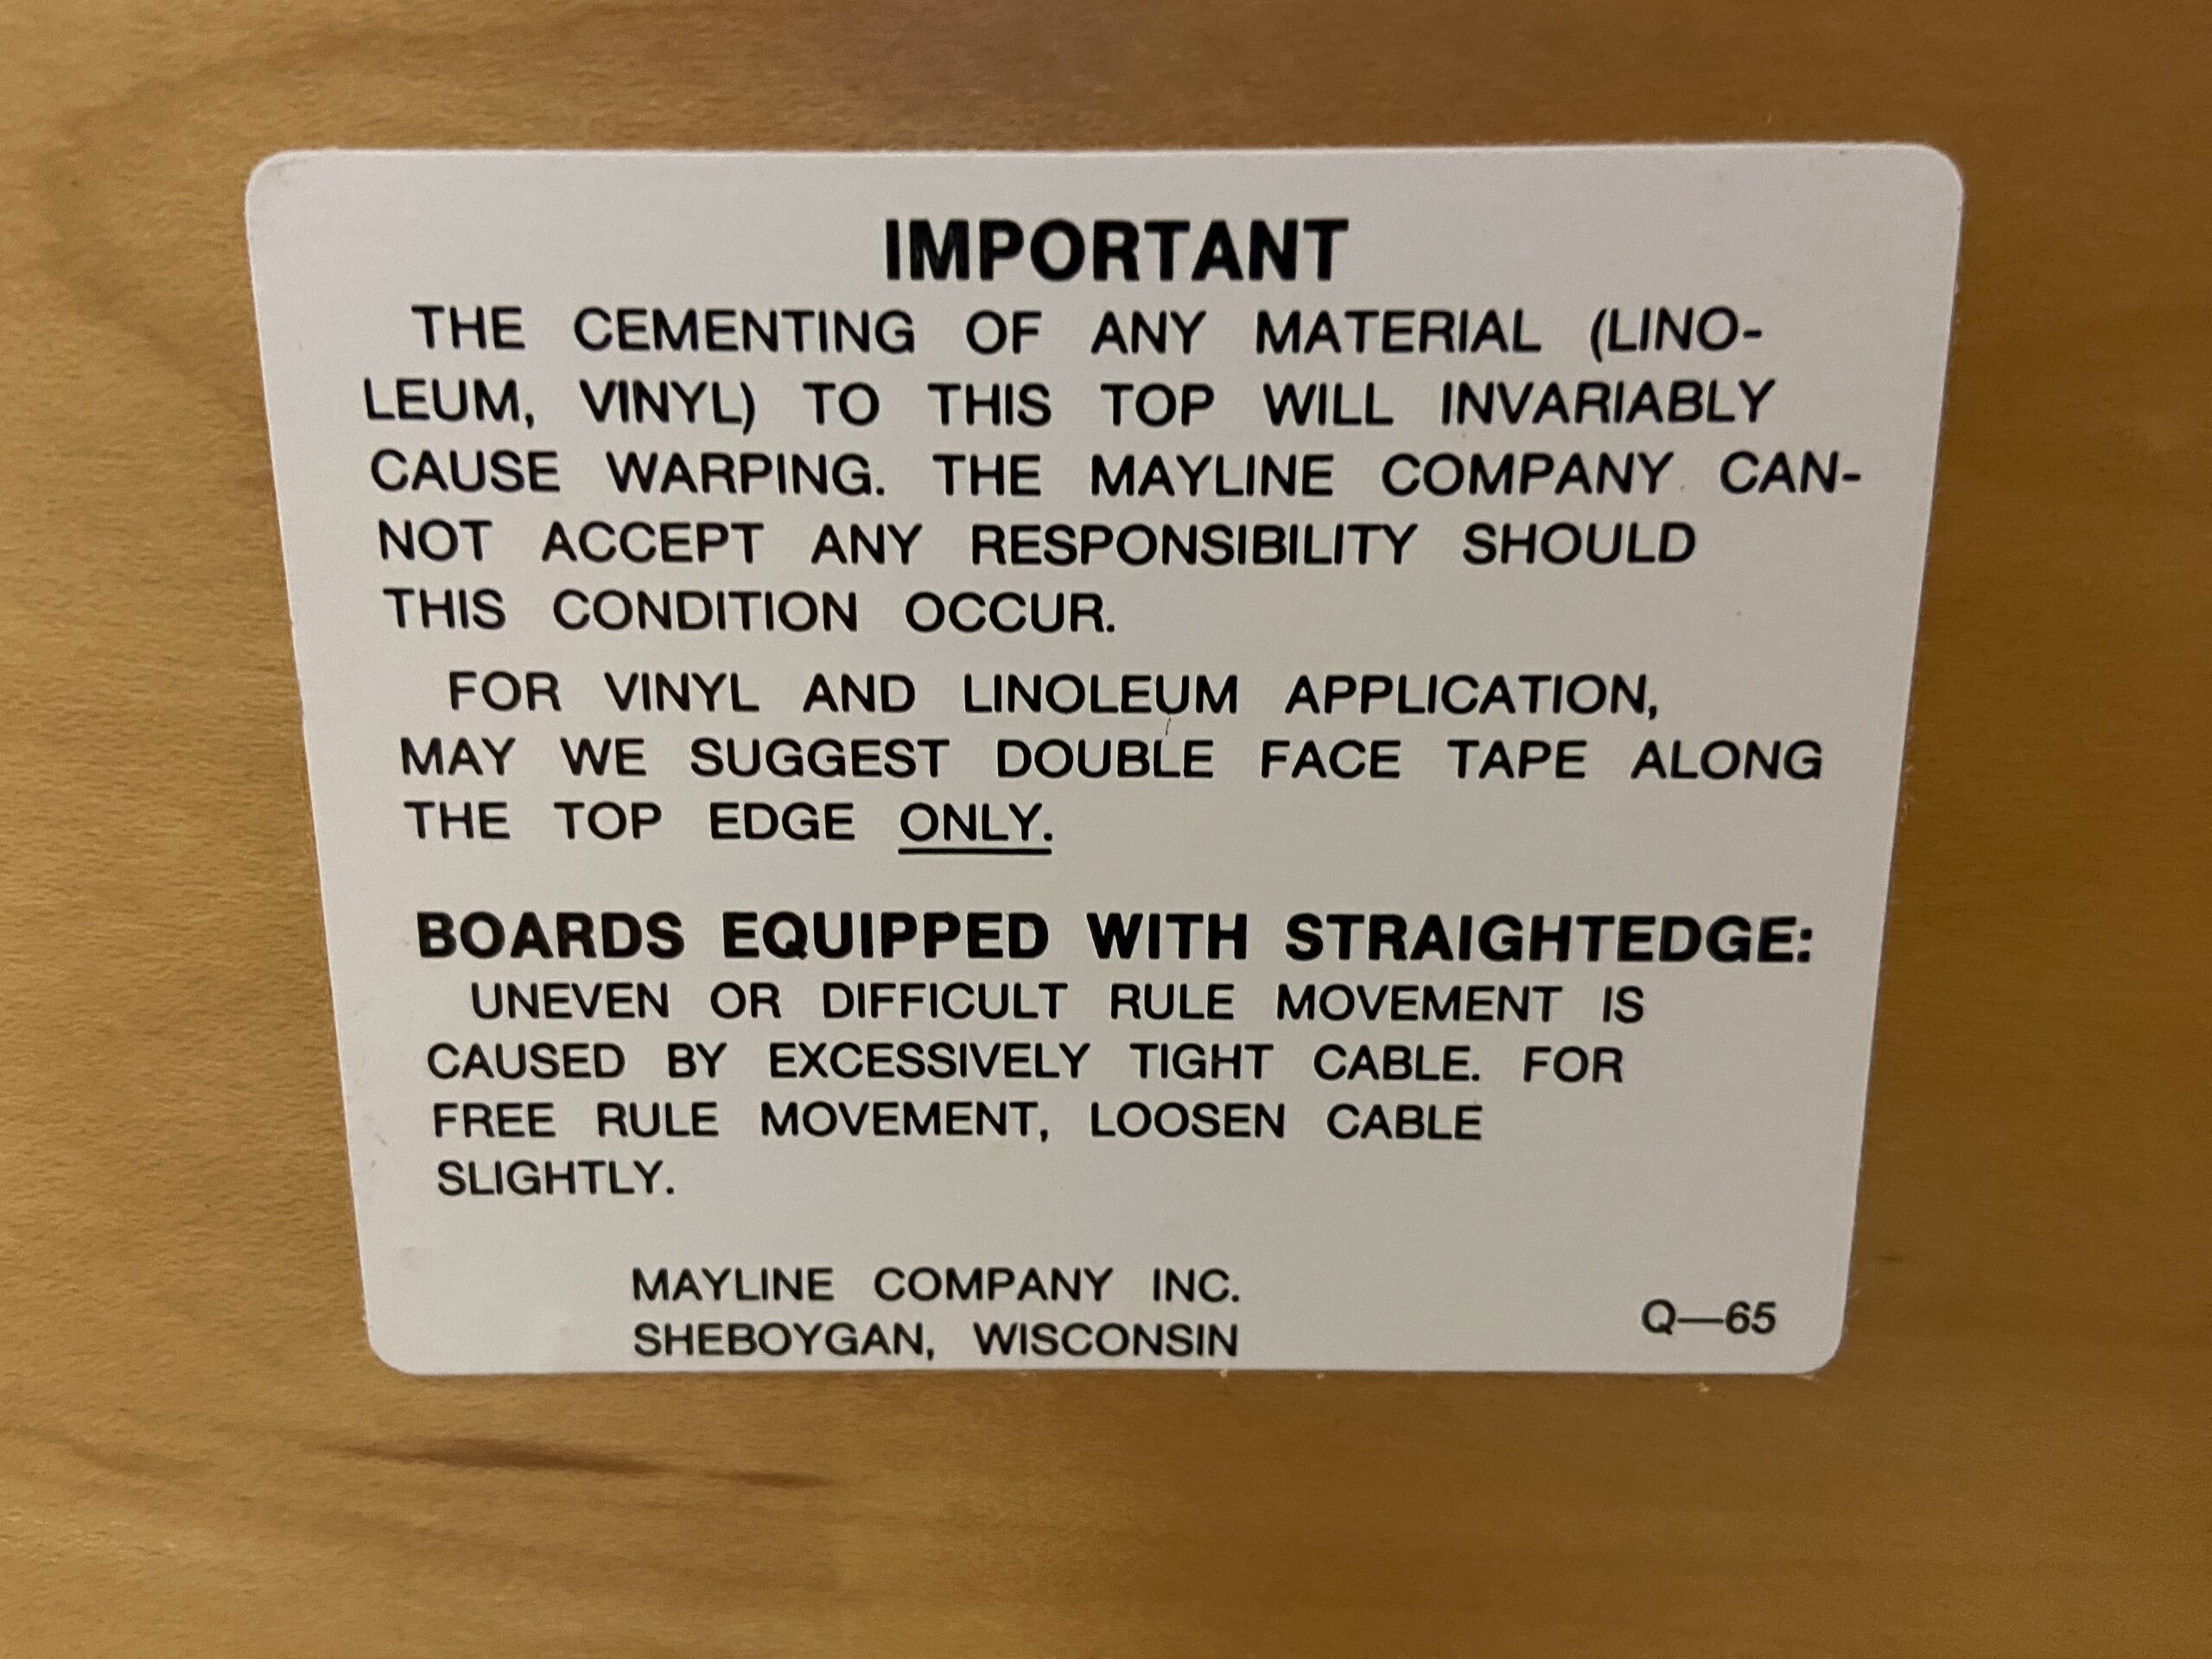 IMPORTANT
THE CEMENTING OF ANY MATERIAL (LINO-
LEUM, VINYL) TO THIS TOP WILL INVARIABLY
CAUSE WARPING. THE MAYLINE COMPANY CAN-
NOT ACCEPT ANY RESPONSIBILITY SHOULD
THIS CONDITION OCCUR.
FOR VINYL AND LINOLEUM APPLICATION,
MAY WE SUGGEST DOUBLE FACE TAPE ALONG
THE TOP EDGE ONLY.
BOARDS EQUIPPED WITH STRAIGHTEDGE:
UNEVEN OR DIFFICULT RULE MOVEMENT IS
CAUSED BY EXCESSIVELY TIGHT CABLE. FOR
FREE RULE MOVEMENT, LOOSEN CABLE
SLIGHTLY.
MAYLINE COMPANY INC.
SHEBOYGAN, WISCONSIN
Q—65